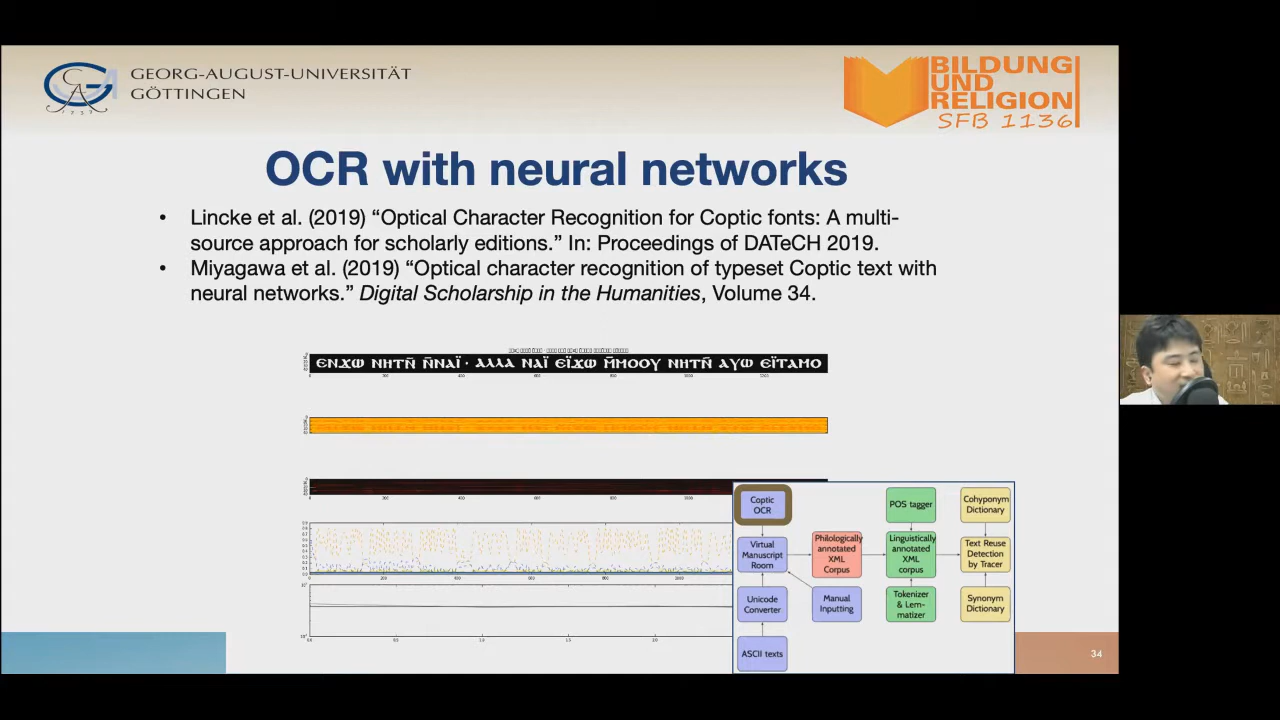 GEORG-AUGUST-UNIVERSITÄT
GÖTTINGEN
BILDUNG
UND
RELIGION
SFB 1136
OCR with neural networks
• Lincke et al. (2019) “Optical Character Recognition for Coptic fonts: A multi-
source approach for scholarly editions.” In: Proceedings of DATeCH 2019.
• Miyagawa et al. (2019) “Optical character recognition of typeset Coptic text with
neural networks.” Digital Scholarship in the Humanities, Volume 34.
ⲉⲛϫⲱ ⲛⲏⲧⲛ̄ ⲛ̄ⲛⲁⲓ̈· ⲁⲗⲗⲁ ⲛⲁⲓ̈ ⲉⲓ̈ϫⲱ ⲙ̄ⲙⲟⲟⲩ ⲛⲏⲧⲛ̄ ⲁⲩⲱ ⲉⲓ̈ⲧⲁⲙⲟ
Coptic
OCR
POS tagger
Cohyponym
Dictionary
Virtual
Manuscript
Room
Philologically
annotated
XML
Corpus
Linguistically
annotated
XML
corpus
Text Reuse
Detection
by Tracer
Unicode
Converter
Manual
Inputting
Tokenizer
& Lem-
matizer
Synonym
Dictionary
ASCII texts
34